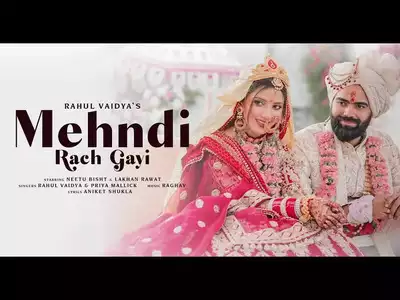 RAHUL VAIDYA'S
Mehndi
Rach Gayi
STARRING NEETU BISHT & LAKHAN RAWAT
SINGERS RAHUL VAIDYA & PRIYA MALLICK MUSIC RAGHAV
LYRICS ANIKET SHUKLA